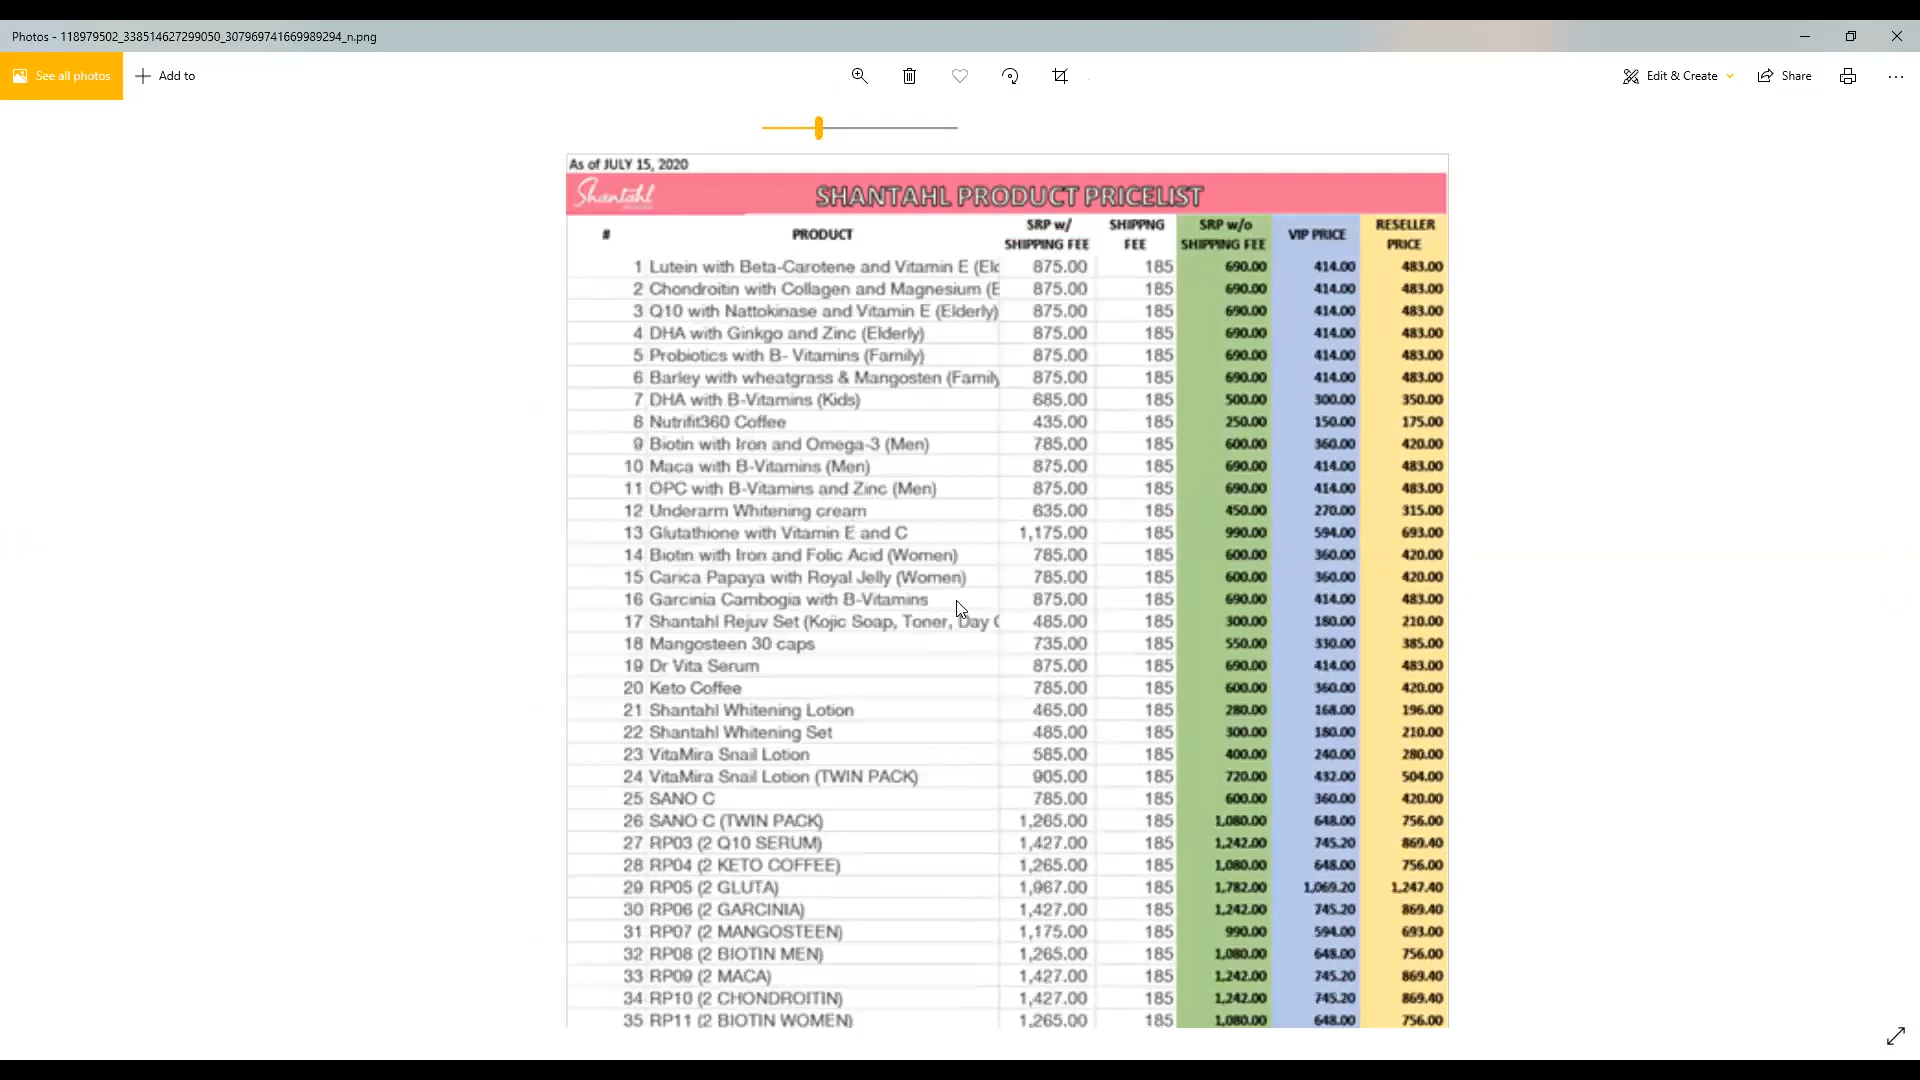 Photos - 118979502_338514627299050_307969741669989294_n.png
See all photos
Add to
Edit & Create
Share
As of JULY 15, 2020
Shantahl
SHANTAHL PRODUCT PRICELIST
# PRODUCT SRP w/ SHIPPING FEE SHIPPNG FEE SRP w/o SHIPPING FEE VIP PRICE RESELLER PRICE
1 Lutein with Beta-Carotene and Vitamin E (Eld 875.00 185 690.00 414.00 483.00
2 Chondroitin with Collagen and Magnesium (E 875.00 185 690.00 414.00 483.00
3 Q10 with Nattokinase and Vitamin E (Elderly) 875.00 185 690.00 414.00 483.00
4 DHA with Ginkgo and Zinc (Elderly) 875.00 185 690.00 414.00 483.00
5 Probiotics with B- Vitamins (Family) 875.00 185 690.00 414.00 483.00
6 Barley with wheatgrass & Mangosten (Family 875.00 185 690.00 414.00 483.00
7 DHA with B-Vitamins (Kids) 685.00 185 500.00 300.00 350.00
8 Nutrifit360 Coffee 435.00 185 250.00 150.00 175.00
9 Biotin with Iron and Omega-3 (Men) 785.00 185 600.00 360.00 420.00
10 Maca with B-Vitamins (Men) 875.00 185 690.00 414.00 483.00
11 OPC with B-Vitamins and Zinc (Men) 875.00 185 690.00 414.00 483.00
12 Underarm Whitening cream 635.00 185 450.00 270.00 315.00
13 Glutathione with Vitamin E and C 1,175.00 185 990.00 594.00 693.00
14 Biotin with Iron and Folic Acid (Women) 785.00 185 600.00 360.00 420.00
15 Carica Papaya with Royal Jelly (Women) 785.00 185 600.00 360.00 420.00
16 Garcinia Cambogia with B-Vitamins 875.00 185 690.00 414.00 483.00
17 Shantahl Rejuv Set (Kojic Soap, Toner, Day C 485.00 185 300.00 180.00 210.00
18 Mangosteen 30 caps 735.00 185 550.00 330.00 385.00
19 Dr Vita Serum 875.00 185 690.00 414.00 483.00
20 Keto Coffee 785.00 185 600.00 360.00 420.00
21 Shantahl Whitening Lotion 465.00 185 280.00 168.00 196.00
22 Shantahl Whitening Set 485.00 185 300.00 180.00 210.00
23 VitaMira Snail Lotion 585.00 185 400.00 240.00 280.00
24 VitaMira Snail Lotion (TWIN PACK) 905.00 185 720.00 432.00 504.00
25 SANO C 785.00 185 600.00 360.00 420.00
26 SANO C (TWIN PACK) 1,265.00 185 1,080.00 648.00 756.00
27 RP03 (2 Q10 SERUM) 1,427.00 185 1,242.00 745.20 869.40
28 RP04 (2 KETO COFFEE) 1,265.00 185 1,080.00 648.00 756.00
29 RP05 (2 GLUTA) 1,967.00 185 1,782.00 1,069.20 1,247.40
30 RP06 (2 GARCINIA) 1,427.00 185 1,242.00 745.20 869.40
31 RP07 (2 MANGOSTEEN) 1,175.00 185 990.00 594.00 693.00
32 RP08 (2 BIOTIN MEN) 1,265.00 185 1,080.00 648.00 756.00
33 RP09 (2 MACA) 1,427.00 185 1,242.00 745.20 869.40
34 RP10 (2 CHONDROITIN) 1,427.00 185 1,242.00 745.20 869.40
35 RP11 (2 BIOTIN WOMEN) 1,265.00 185 1,080.00 648.00 756.00